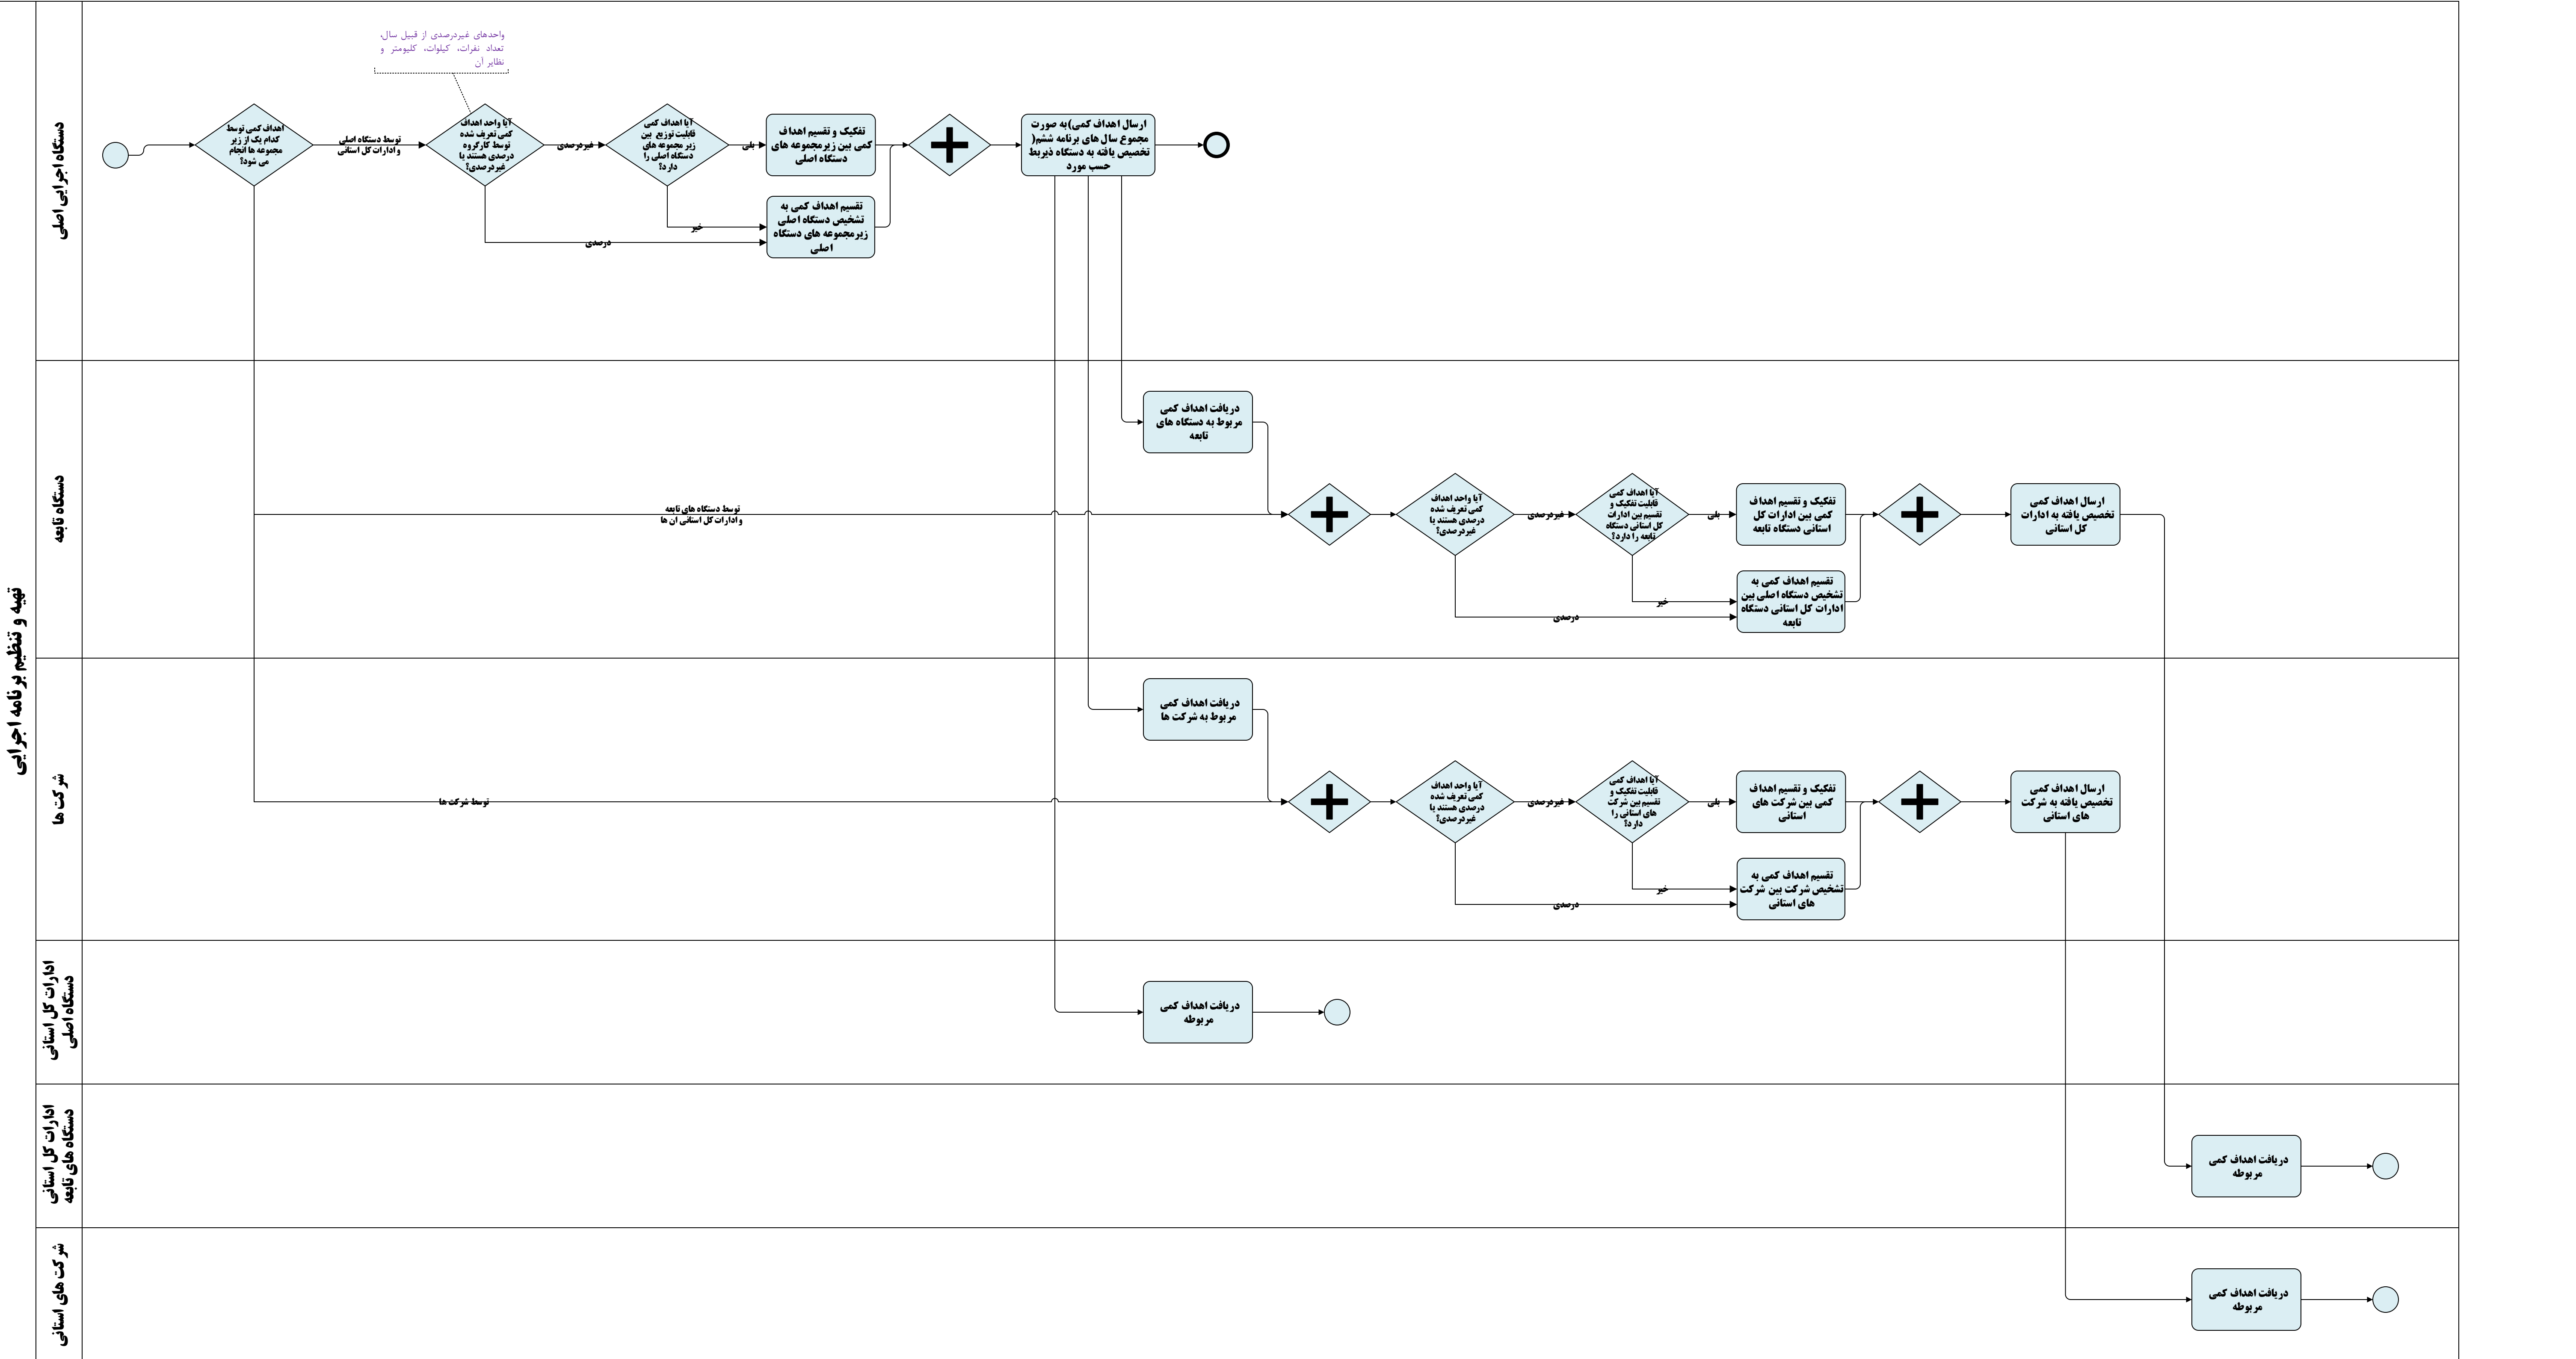 تهیه و تنظیم برنامه اجرایی
دستگاه اجرایی اصلی
واحدهای غیردرصدی از قبیل سال،
تعداد نفرات، کیلوات، کلیومتر و
نظایر آن
اهداف کمی توسط
کدام یک از زیر
مجموعه ها انجام
می شود؟
توسط دستگاه اصلی
و ادارات کل استانی
آیا واحد اهداف
کمی تعریف شده
توسط کارگروه
درصدی هستند یا
غیردرصدی؟
غیردرصدی
آیا اهداف کمی
قابلیت توزیع بین
زیر مجموعه های
دستگاه اصلی را
دارد؟
بلی
تفکیک و تقسیم اهداف
کمی بین زیرمجموعه های
دستگاه اصلی
خیر
درصدی
تقسیم اهداف کمی به
تشخیص دستگاه اصلی
زیرمجموعه های دستگاه
اصلی
ارسال اهداف کمی)به صورت
مجموع سال های برنامه ششم(
تخصیص یافته به دستگاه ذیربط
حسب مورد
دستگاه تابعه
دریافت اهداف کمی
مربوط به دستگاه های
تابعه
توسط دستگاه های تابعه
و ادارات کل استانی ان ها
آیا واحد اهداف
کمی تعریف شده
درصدی هستند یا
غیردرصدی؟
غیردرصدی
آیا اهداف کمی
قابلیت تفکیک و
تقسیم بین ادارات
کل استانی دستگاه
تابعه را دارد؟
بلی
تفکیک و تقسیم اهداف
کمی بین ادارات کل
استانی دستگاه تابعه
خیر
درصدی
تقسیم اهداف کمی به
تشخیص دستگاه اصلی بین
ادارات کل استانی دستگاه
تابعه
ارسال اهداف کمی
تخصیص یافته به ادارات
کل استانی
شرکت ها
دریافت اهداف کمی
مربوط به شرکت ها
توسط شرکت ها
آیا واحد اهداف
کمی تعریف شده
درصدی هستند یا
غیردرصدی؟
غیردرصدی
آیا اهداف کمی
قابلیت تفکیک و
تقسیم بین شرکت
های استانی را
دارد؟
بلی
تفکیک و تقسیم اهداف
کمی بین شرکت های
استانی
خیر
درصدی
تقسیم اهداف کمی به
تشخیص شرکت بین شرکت
های استانی
ارسال اهداف کمی
تخصیص یافته به شرکت
های استانی
ادارات کل استانی
دستگاه اصلی
دریافت اهداف کمی
مربوطه
ادارات کل استانی
دستگاه های تابعه
دریافت اهداف کمی
مربوطه
شرکت های استانی
دریافت اهداف کمی
مربوطه